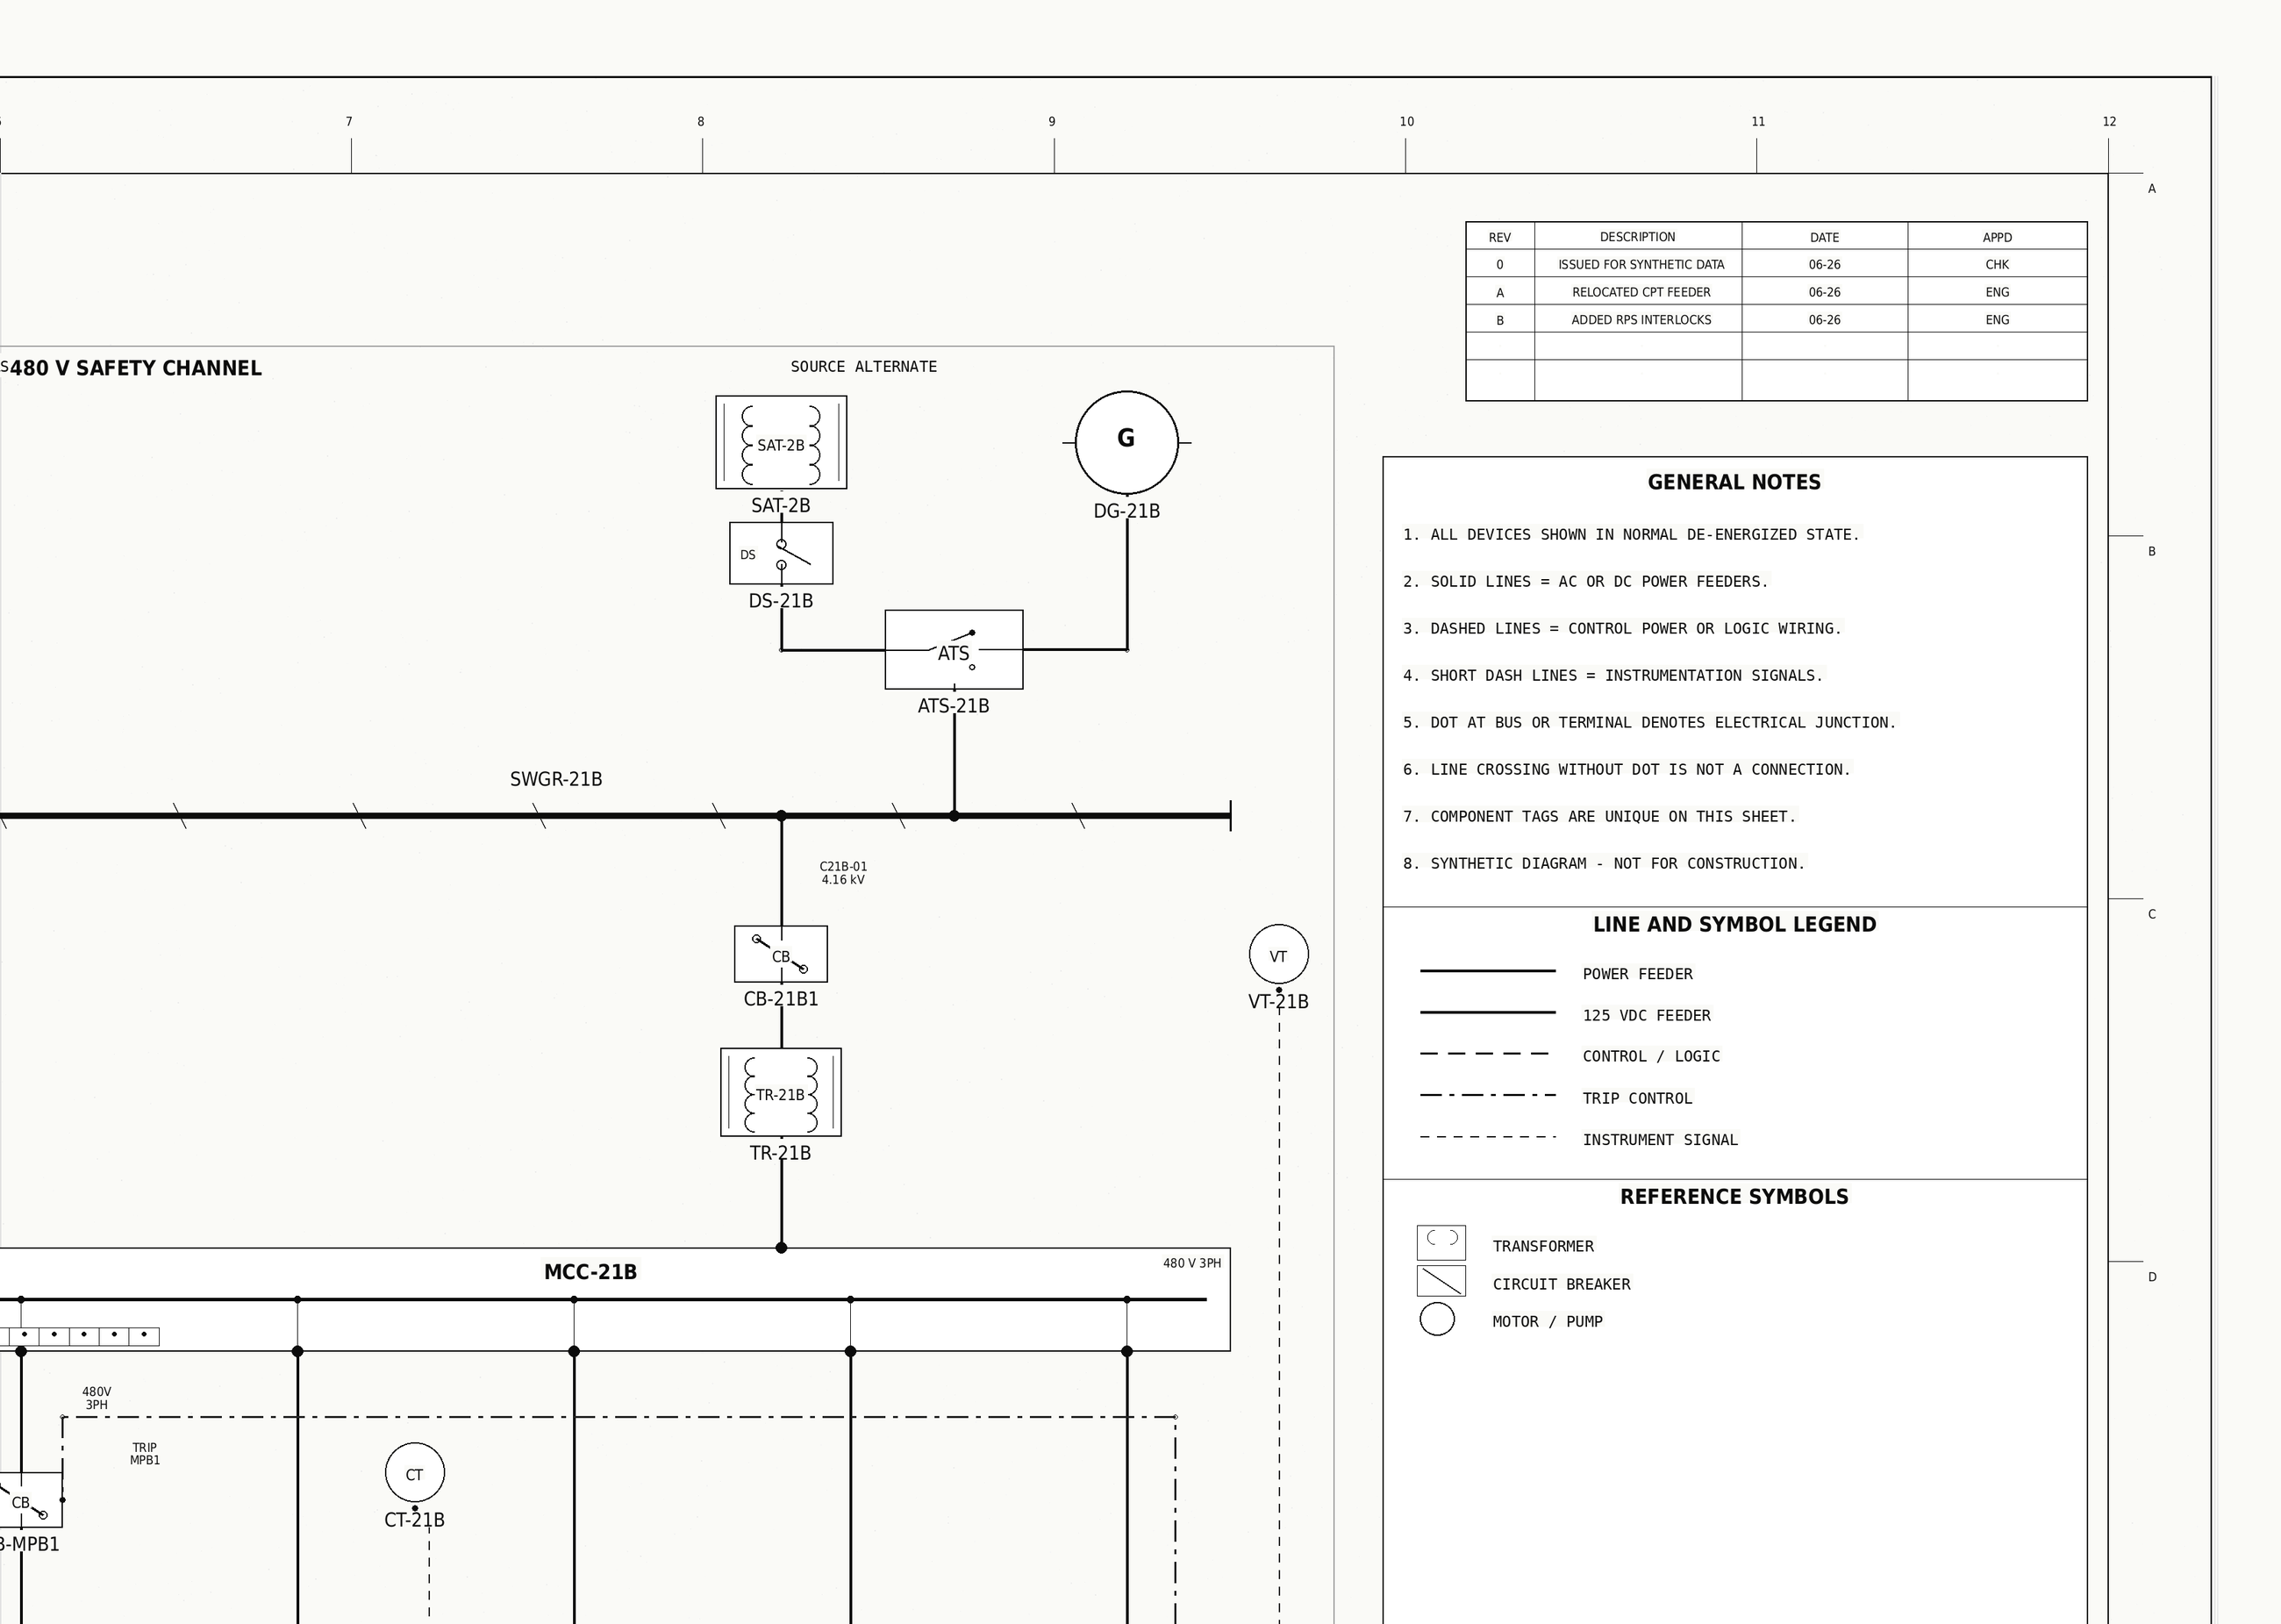 7
8
9
10
11
12
A
REV DESCRIPTION DATE APPD
0 ISSUED FOR SYNTHETIC DATA 06-26 CHK
A RELOCATED CPT FEEDER 06-26 ENG
B ADDED RPS INTERLOCKS 06-26 ENG
480 V SAFETY CHANNEL
SOURCE ALTERNATE
SAT-2B
SAT-2B
G
DG-21B
DS
DS-21B
ATS
ATS-21B
SWGR-21B
C21B-01
4.16 kV
CB
CB-21B1
VT
VT-21B
TR-21B
TR-21B
MCC-21B
480 V 3PH
480V
3PH
TRIP
MPB1
CB
B-MPB1
CT
CT-21B
GENERAL NOTES
1. ALL DEVICES SHOWN IN NORMAL DE-ENERGIZED STATE.
2. SOLID LINES = AC OR DC POWER FEEDERS.
3. DASHED LINES = CONTROL POWER OR LOGIC WIRING.
4. SHORT DASH LINES = INSTRUMENTATION SIGNALS.
5. DOT AT BUS OR TERMINAL DENOTES ELECTRICAL JUNCTION.
6. LINE CROSSING WITHOUT DOT IS NOT A CONNECTION.
7. COMPONENT TAGS ARE UNIQUE ON THIS SHEET.
8. SYNTHETIC DIAGRAM - NOT FOR CONSTRUCTION.
LINE AND SYMBOL LEGEND
POWER FEEDER
125 VDC FEEDER
CONTROL / LOGIC
TRIP CONTROL
INSTRUMENT SIGNAL
REFERENCE SYMBOLS
TRANSFORMER
CIRCUIT BREAKER
MOTOR / PUMP
B
C
D